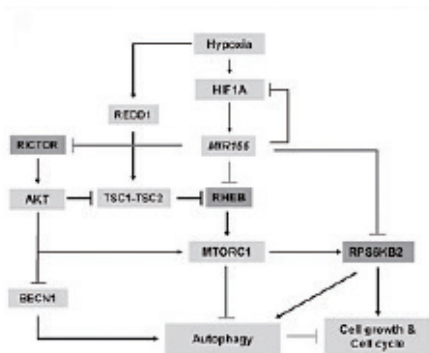 Hypoxia
HIF1A
REDD1
RICTOR
MIR155
AKT
TSC1-TSC2
RHEB
MTORC1
RPS6KB2
BECN1
Autophagy
Cell growth &
Cell cycle